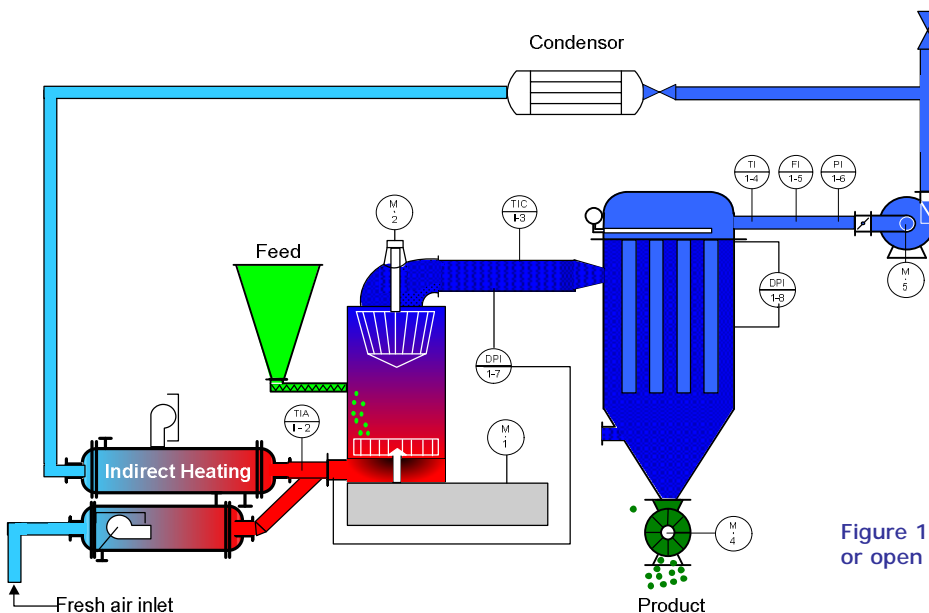 Condensor
TI
1-4
FI
1-5
PI
1-6
M
2
TIC
I-3
Feed
DPI
1-8
M
5
DPI
1-7
TIA
I-2
M
1
Indirect Heating
M
4
Figure 1
or open
Fresh air inlet
Product